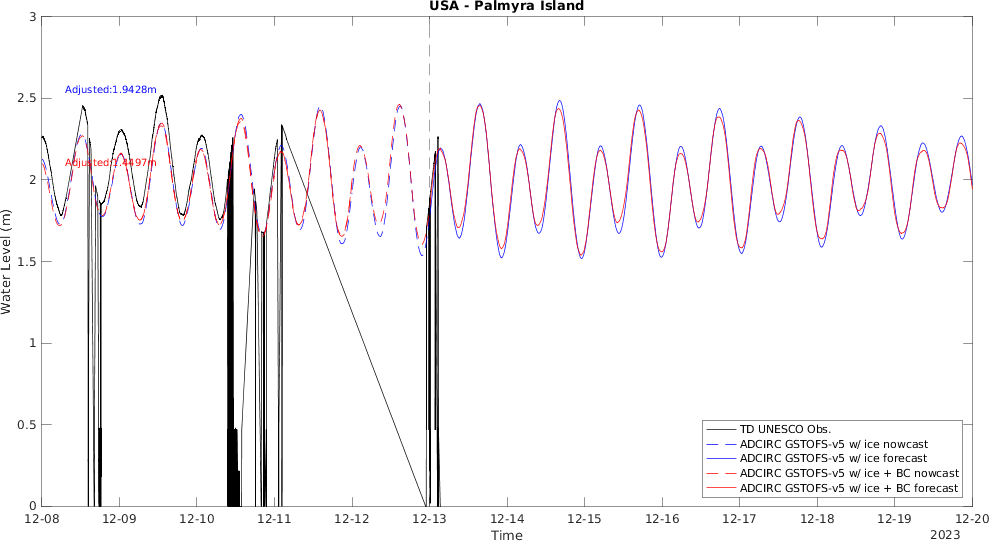 USA - Palmyra Island
3
2.5
2
1.5
1
0.5
0
Water Level (m)
Adjusted:1.9428m
Adjusted:1.4497m
TD UNESCO Obs.
ADCIRC GSTOFS-v5 w/ ice nowcast
ADCIRC GSTOFS-v5 w/ ice forecast
ADCIRC GSTOFS-v5 w/ ice + BC nowcast
ADCIRC GSTOFS-v5 w/ ice + BC forecast
12-08 12-09 12-10 12-11 12-12 12-13 12-14 12-15 12-16 12-17 12-18 12-19 12-20
Time
2023